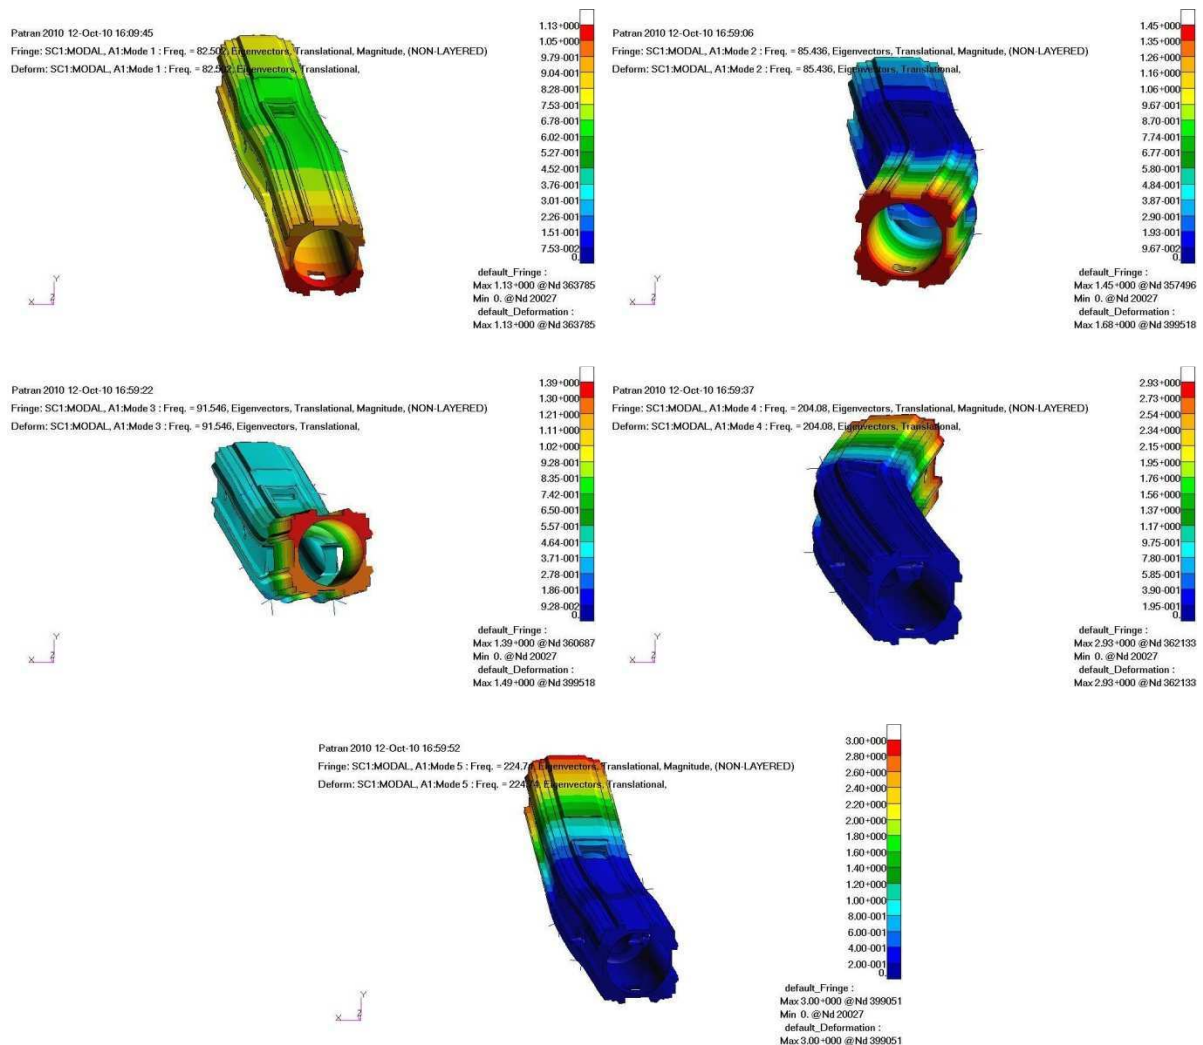 Patran 2010 12-Oct-10 16:09:45
Fringe: SC1:MODAL, A1:Mode 1 : Freq. = 82.502, Eigenvectors, Translational, Magnitude, (NON-LAYERED)
Deform: SC1:MODAL, A1:Mode 1 : Freq. = 82.502, Eigenvectors, Translational,
1.13+000
1.05+000
9.79-001
9.04-001
8.28-001
7.53-001
6.78-001
6.02-001
5.27-001
4.52-001
3.76-001
3.01-001
2.26-001
1.51-001
7.53-002
0.
default_Fringe :
Max 1.13+000 @Nd 363785
Min 0. @Nd 20027
default_Deformation :
Max 1.13+000 @Nd 363785
Y
X
Z
Patran 2010 12-Oct-10 16:59:06
Fringe: SC1:MODAL, A1:Mode 2 : Freq. = 85.436, Eigenvectors, Translational, Magnitude, (NON-LAYERED)
Deform: SC1:MODAL, A1:Mode 2 : Freq. = 85.436, Eigenvectors, Translational,
1.45+000
1.35+000
1.26+000
1.16+000
1.06+000
9.67-001
8.70-001
7.74-001
6.77-001
5.80-001
4.84-001
3.87-001
2.90-001
1.93-001
9.67-002
0.
default_Fringe :
Max 1.45+000 @Nd 357496
Min 0. @Nd 20027
default_Deformation :
Max 1.68+000 @Nd 399518
Y
X
Z
Patran 2010 12-Oct-10 16:59:22
Fringe: SC1:MODAL, A1:Mode 3 : Freq. = 91.546, Eigenvectors, Translational, Magnitude, (NON-LAYERED)
Deform: SC1:MODAL, A1:Mode 3 : Freq. = 91.546, Eigenvectors, Translational,
1.39+000
1.30+000
1.21+000
1.11+000
1.02+000
9.28-001
8.35-001
7.42-001
6.50-001
5.57-001
4.64-001
3.71-001
2.78-001
1.86-001
9.28-002
0.
default_Fringe :
Max 1.39+000 @Nd 360687
Min 0. @Nd 20027
default_Deformation :
Max 1.49+000 @Nd 399518
Y
X
Z
Patran 2010 12-Oct-10 16:59:37
Fringe: SC1:MODAL, A1:Mode 4 : Freq. = 204.08, Eigenvectors, Translational, Magnitude, (NON-LAYERED)
Deform: SC1:MODAL, A1:Mode 4 : Freq. = 204.08, Eigenvectors, Translational,
2.93+000
2.73+000
2.54+000
2.34+000
2.15+000
1.95+000
1.76+000
1.56+000
1.37+000
1.17+000
9.75-001
7.80-001
5.85-001
3.90-001
1.95-001
0.
default_Fringe :
Max 2.93+000 @Nd 362133
Min 0. @Nd 20027
default_Deformation :
Max 2.93+000 @Nd 362133
Y
X
Z
Patran 2010 12-Oct-10 16:59:52
Fringe: SC1:MODAL, A1:Mode 5 : Freq. = 224.74, Eigenvectors, Translational, Magnitude, (NON-LAYERED)
Deform: SC1:MODAL, A1:Mode 5 : Freq. = 224.74, Eigenvectors, Translational,
3.00+000
2.80+000
2.60+000
2.40+000
2.20+000
2.00+000
1.80+000
1.60+000
1.40+000
1.20+000
1.00+000
8.00-001
6.00-001
4.00-001
2.00-001
0.
default_Fringe :
Max 3.00+000 @Nd 399051
Min 0. @Nd 20027
default_Deformation :
Max 3.00+000 @Nd 399051
Y
X
Z